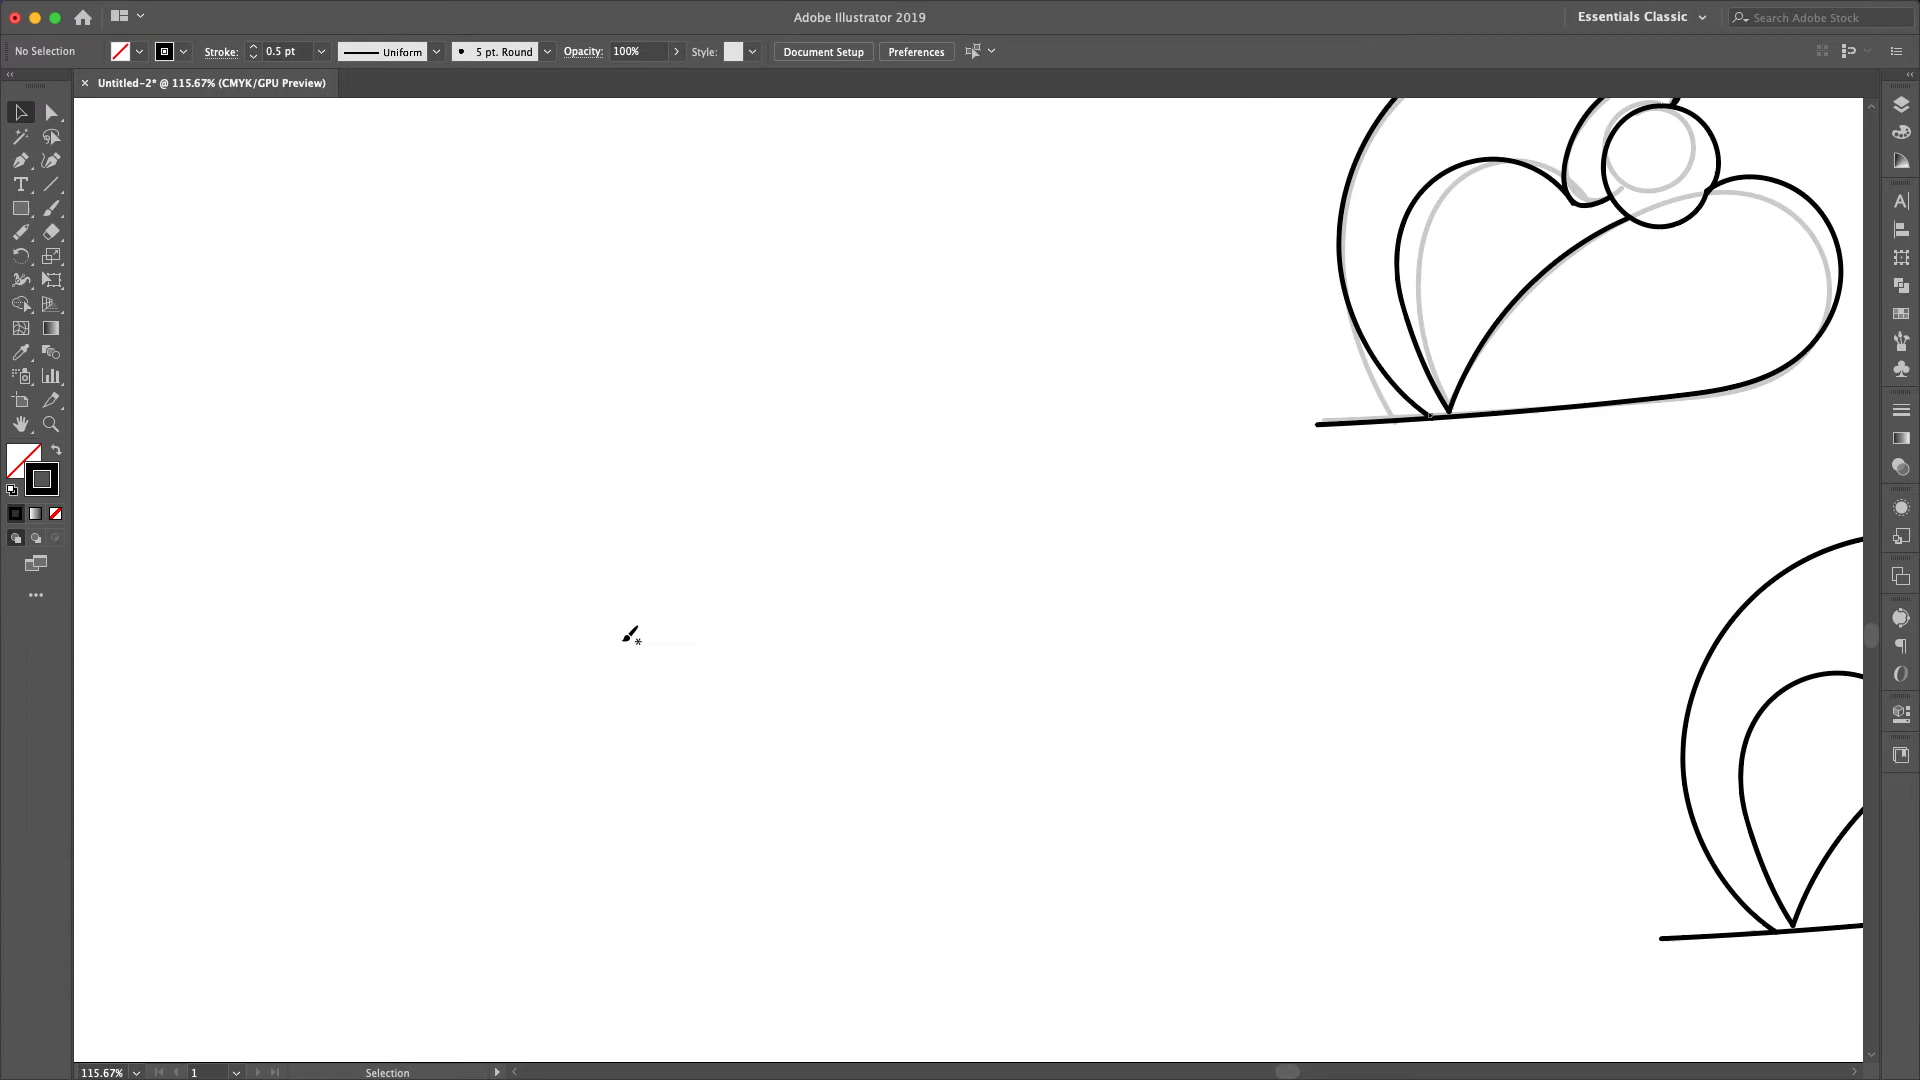 Adobe Illustrator 2019
Essentials Classic
Search Adobe Stock
No Selection
Stroke:
0.5 pt
Uniform
5 pt. Round
Opacity:
100%
Style:
Document Setup
Preferences
Untitled-2* @ 115.67% (CMYK/GPU Preview)
115.67%
1
Selection